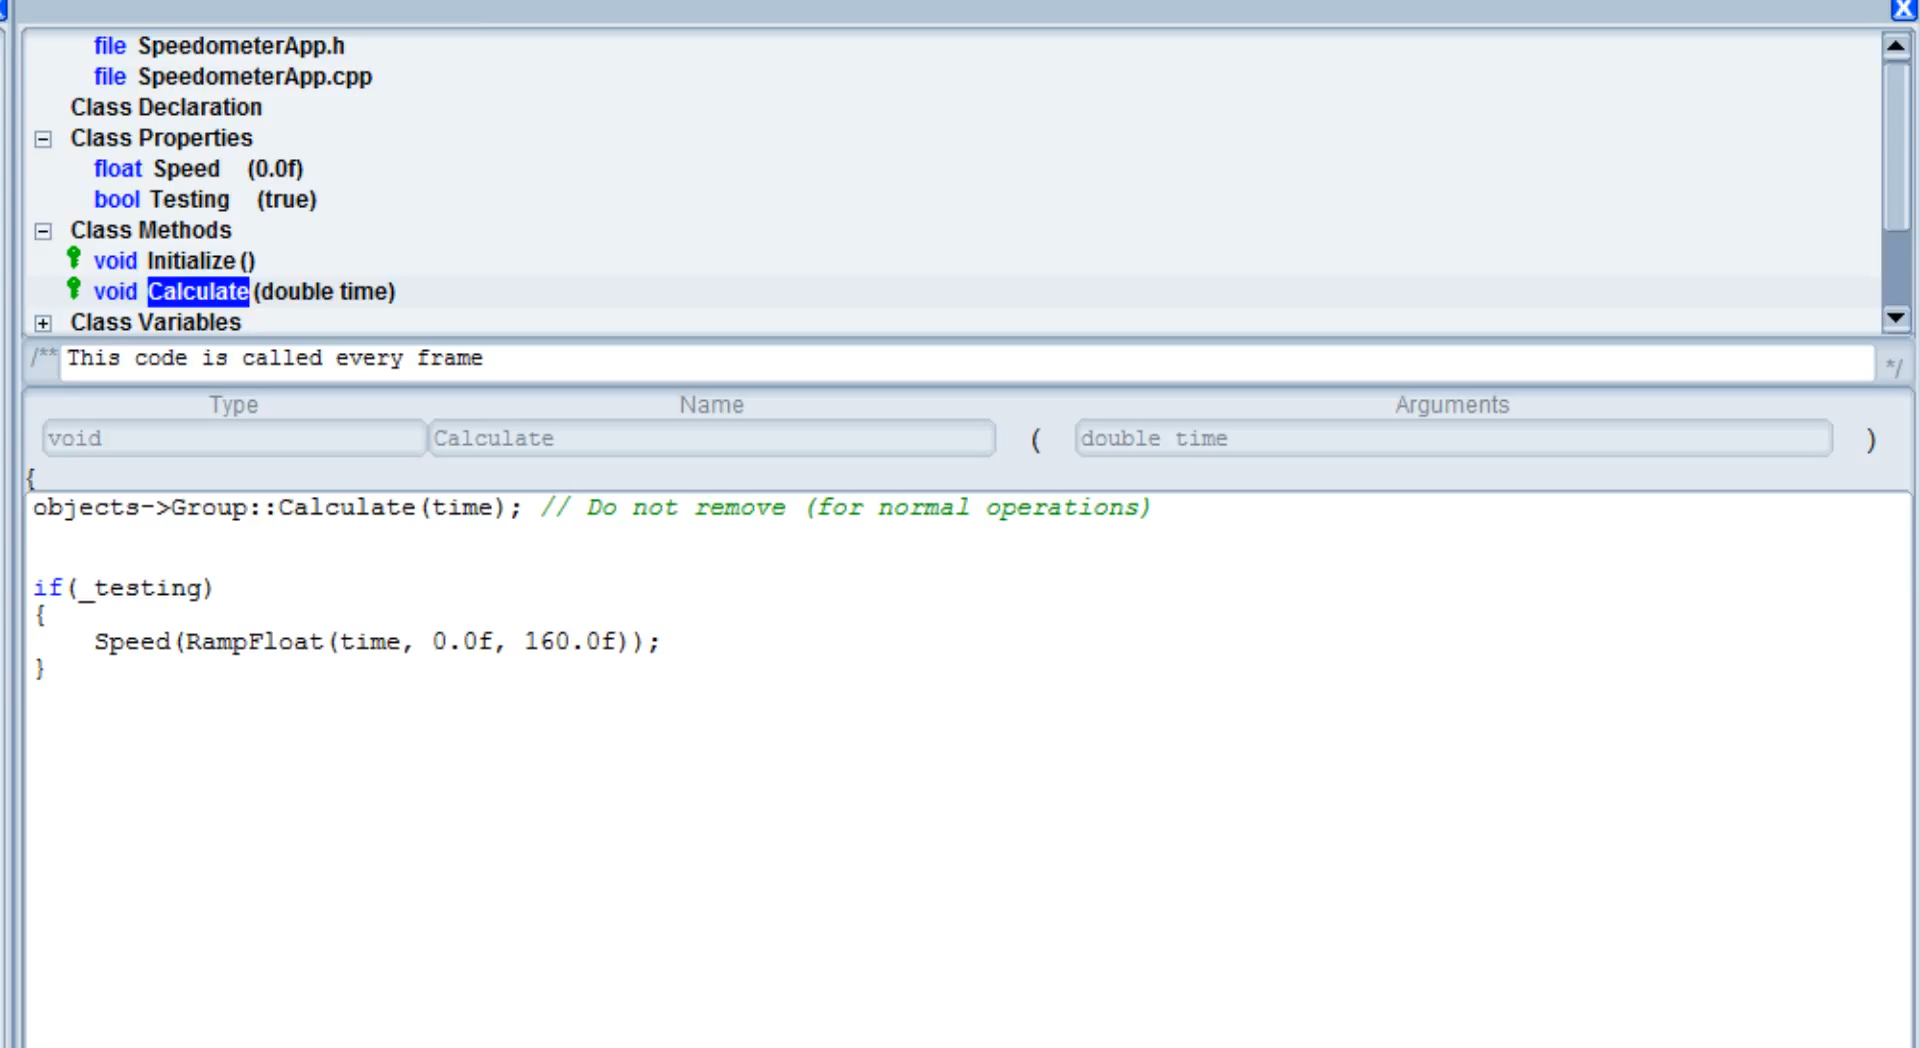 file SpeedometerApp.h
file SpeedometerApp.cpp
Class Declaration
Class Properties
float Speed (0.0f)
bool Testing (true)
Class Methods
void Initialize ()
void Calculate (double time)
Class Variables
/** This code is called every frame */
Type Name Arguments
void Calculate ( double time )
{
objects->Group::Calculate(time); // Do not remove (for normal operations)
if(_testing)
{
Speed(RampFloat(time, 0.0f, 160.0f));
}